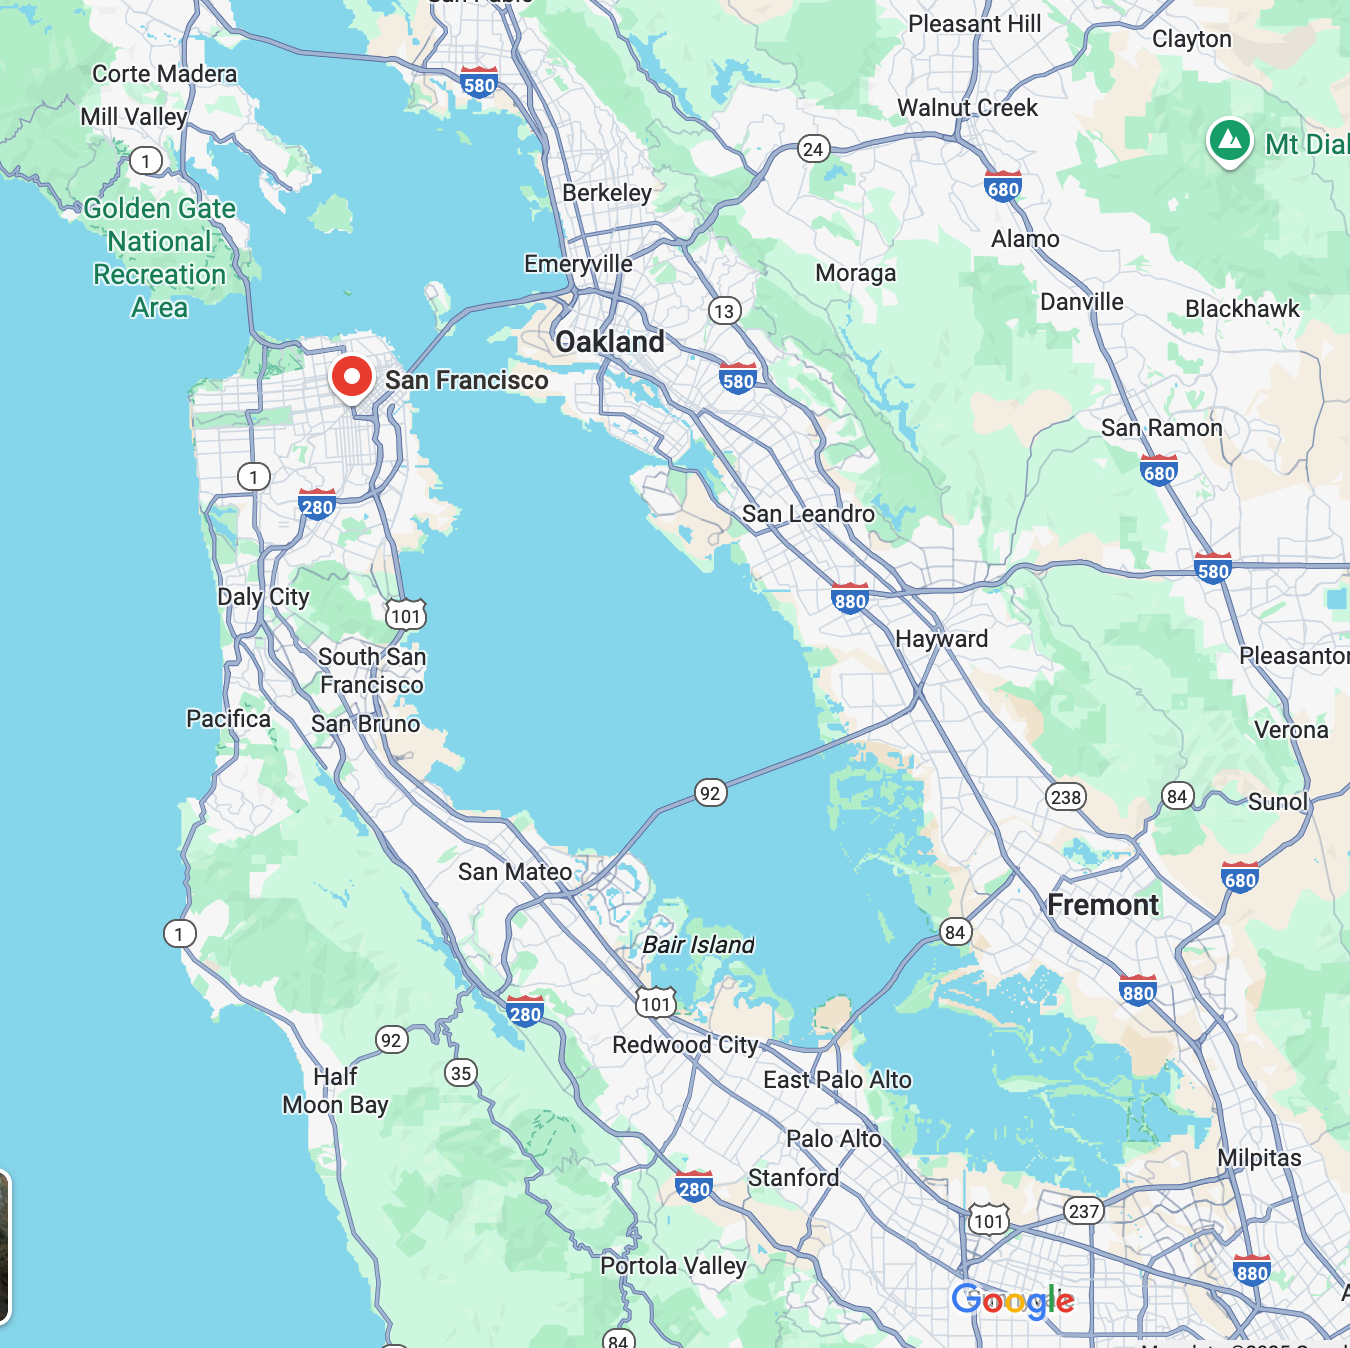 San Pablo
Pleasant Hill
Clayton
Corte Madera
580
Walnut Creek
Mill Valley
24
Mt Dial
1
680
Berkeley
Golden Gate
National
Recreation
Area
Alamo
Emeryville
Moraga
Danville
Blackhawk
13
Oakland
580
San Francisco
San Ramon
680
1
280
San Leandro
580
Daly City
880
101
Hayward
South San
Francisco
Pleasanton
Pacifica
San Bruno
Verona
92
238
84
Sunol
San Mateo
680
Fremont
1
84
Bair Island
880
101
280
92
Redwood City
35
Half
Moon Bay
East Palo Alto
Palo Alto
Milpitas
Stanford
280
237
101
Portola Valley
880
Google
84